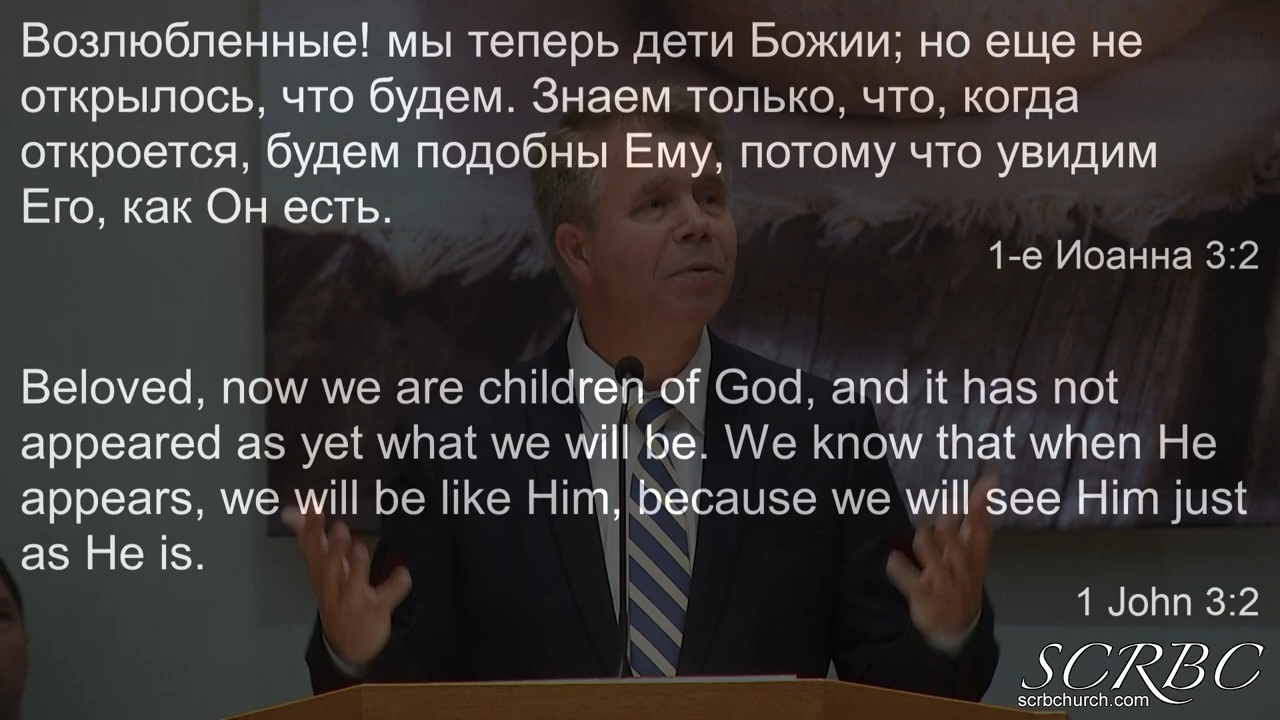 Возлюбленные! мы теперь дети Божии; но еще не
открылось, что будем. Знаем только, что, когда
откроется, будем подобны Ему, потому что увидим
Его, как Он есть.
1-е Иоанна 3:2
Beloved, now we are children of God, and it has not
appeared as yet what we will be. We know that when He
appears, we will be like Him, because we will see Him just
as He is.
1 John 3:2
SCRBC
scrbchurch.com